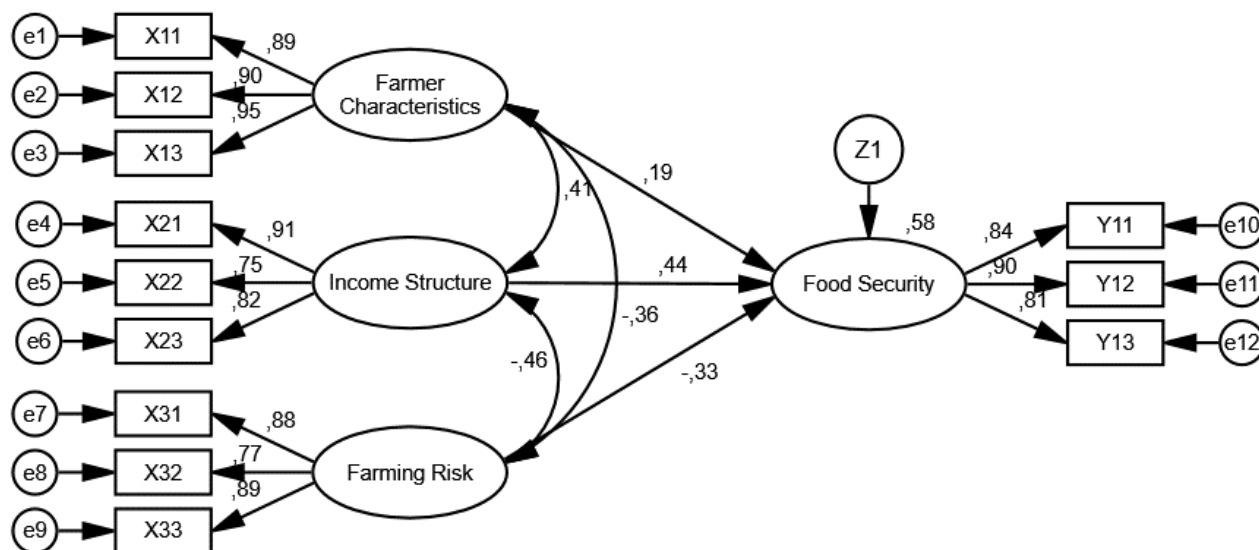 e1
X11
,89
e2
X12
,90
e3
X13
,95
Farmer
Characteristics
e4
X21
,91
e5
X22
,75
e6
X23
,82
Income Structure
e7
X31
,88
e8
X32
,77
e9
X33
,89
Farming Risk
,41
-,46
-,36
,19
,44
-,33
Z1
,58
Food Security
,84
Y11
e10
,90
Y12
e11
,81
Y13
e12